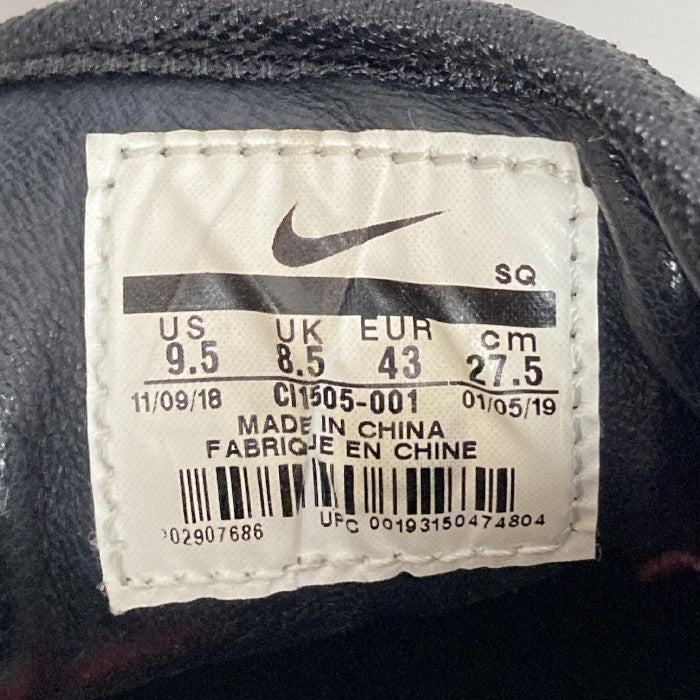 SQ
US UK EUR cm
9.5 8.5 43 27.5
11/09/18 CI1505-001 01/05/19
MADE IN CHINA
FABRIQUE EN CHINE
02907686 UPC 00193150474804